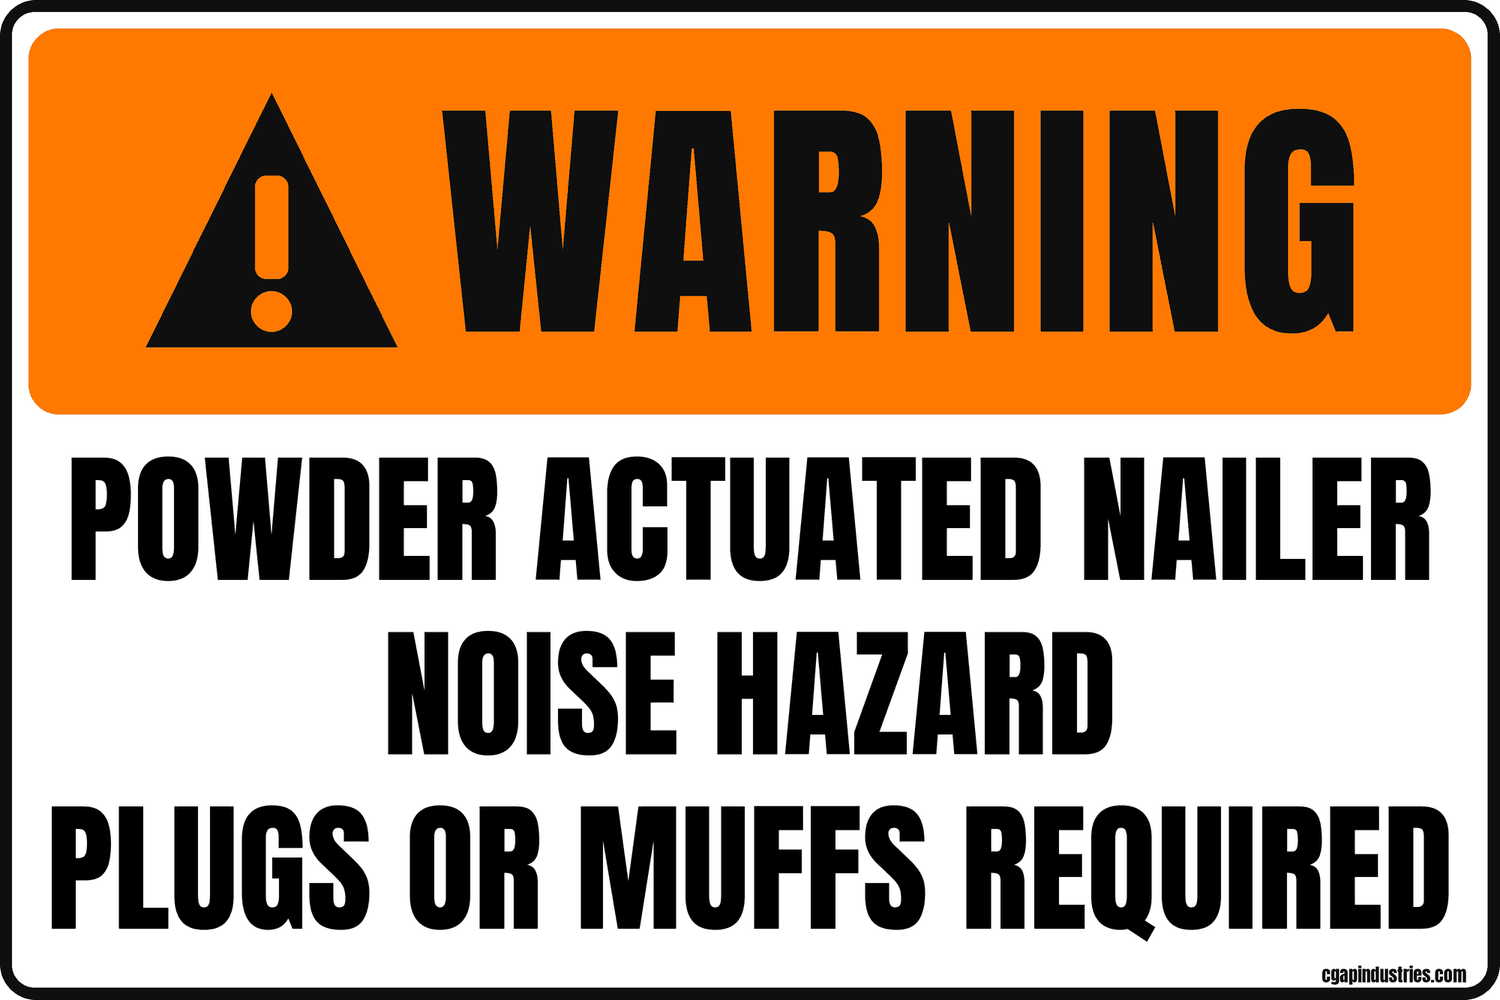 WARNING
POWDER ACTUATED NAILER
NOISE HAZARD
PLUGS OR MUFFS REQUIRED
cgapindustries.com